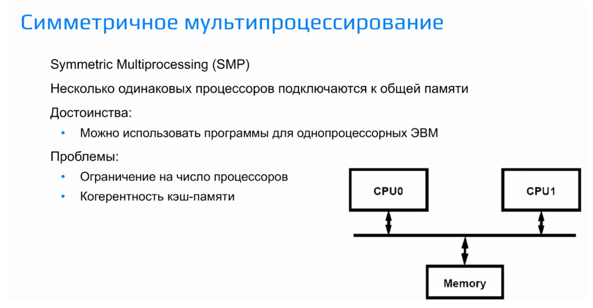 Симметричное мультипроцессирование
Symmetric Multiprocessing (SMP)
Несколько одинаковых процессоров подключаются к общей памяти
Достоинства:
• Можно использовать программы для однопроцессорных ЭВМ
Проблемы:
• Ограничение на число процессоров
• Когерентность кэш-памяти
CPU0
CPU1
Memory